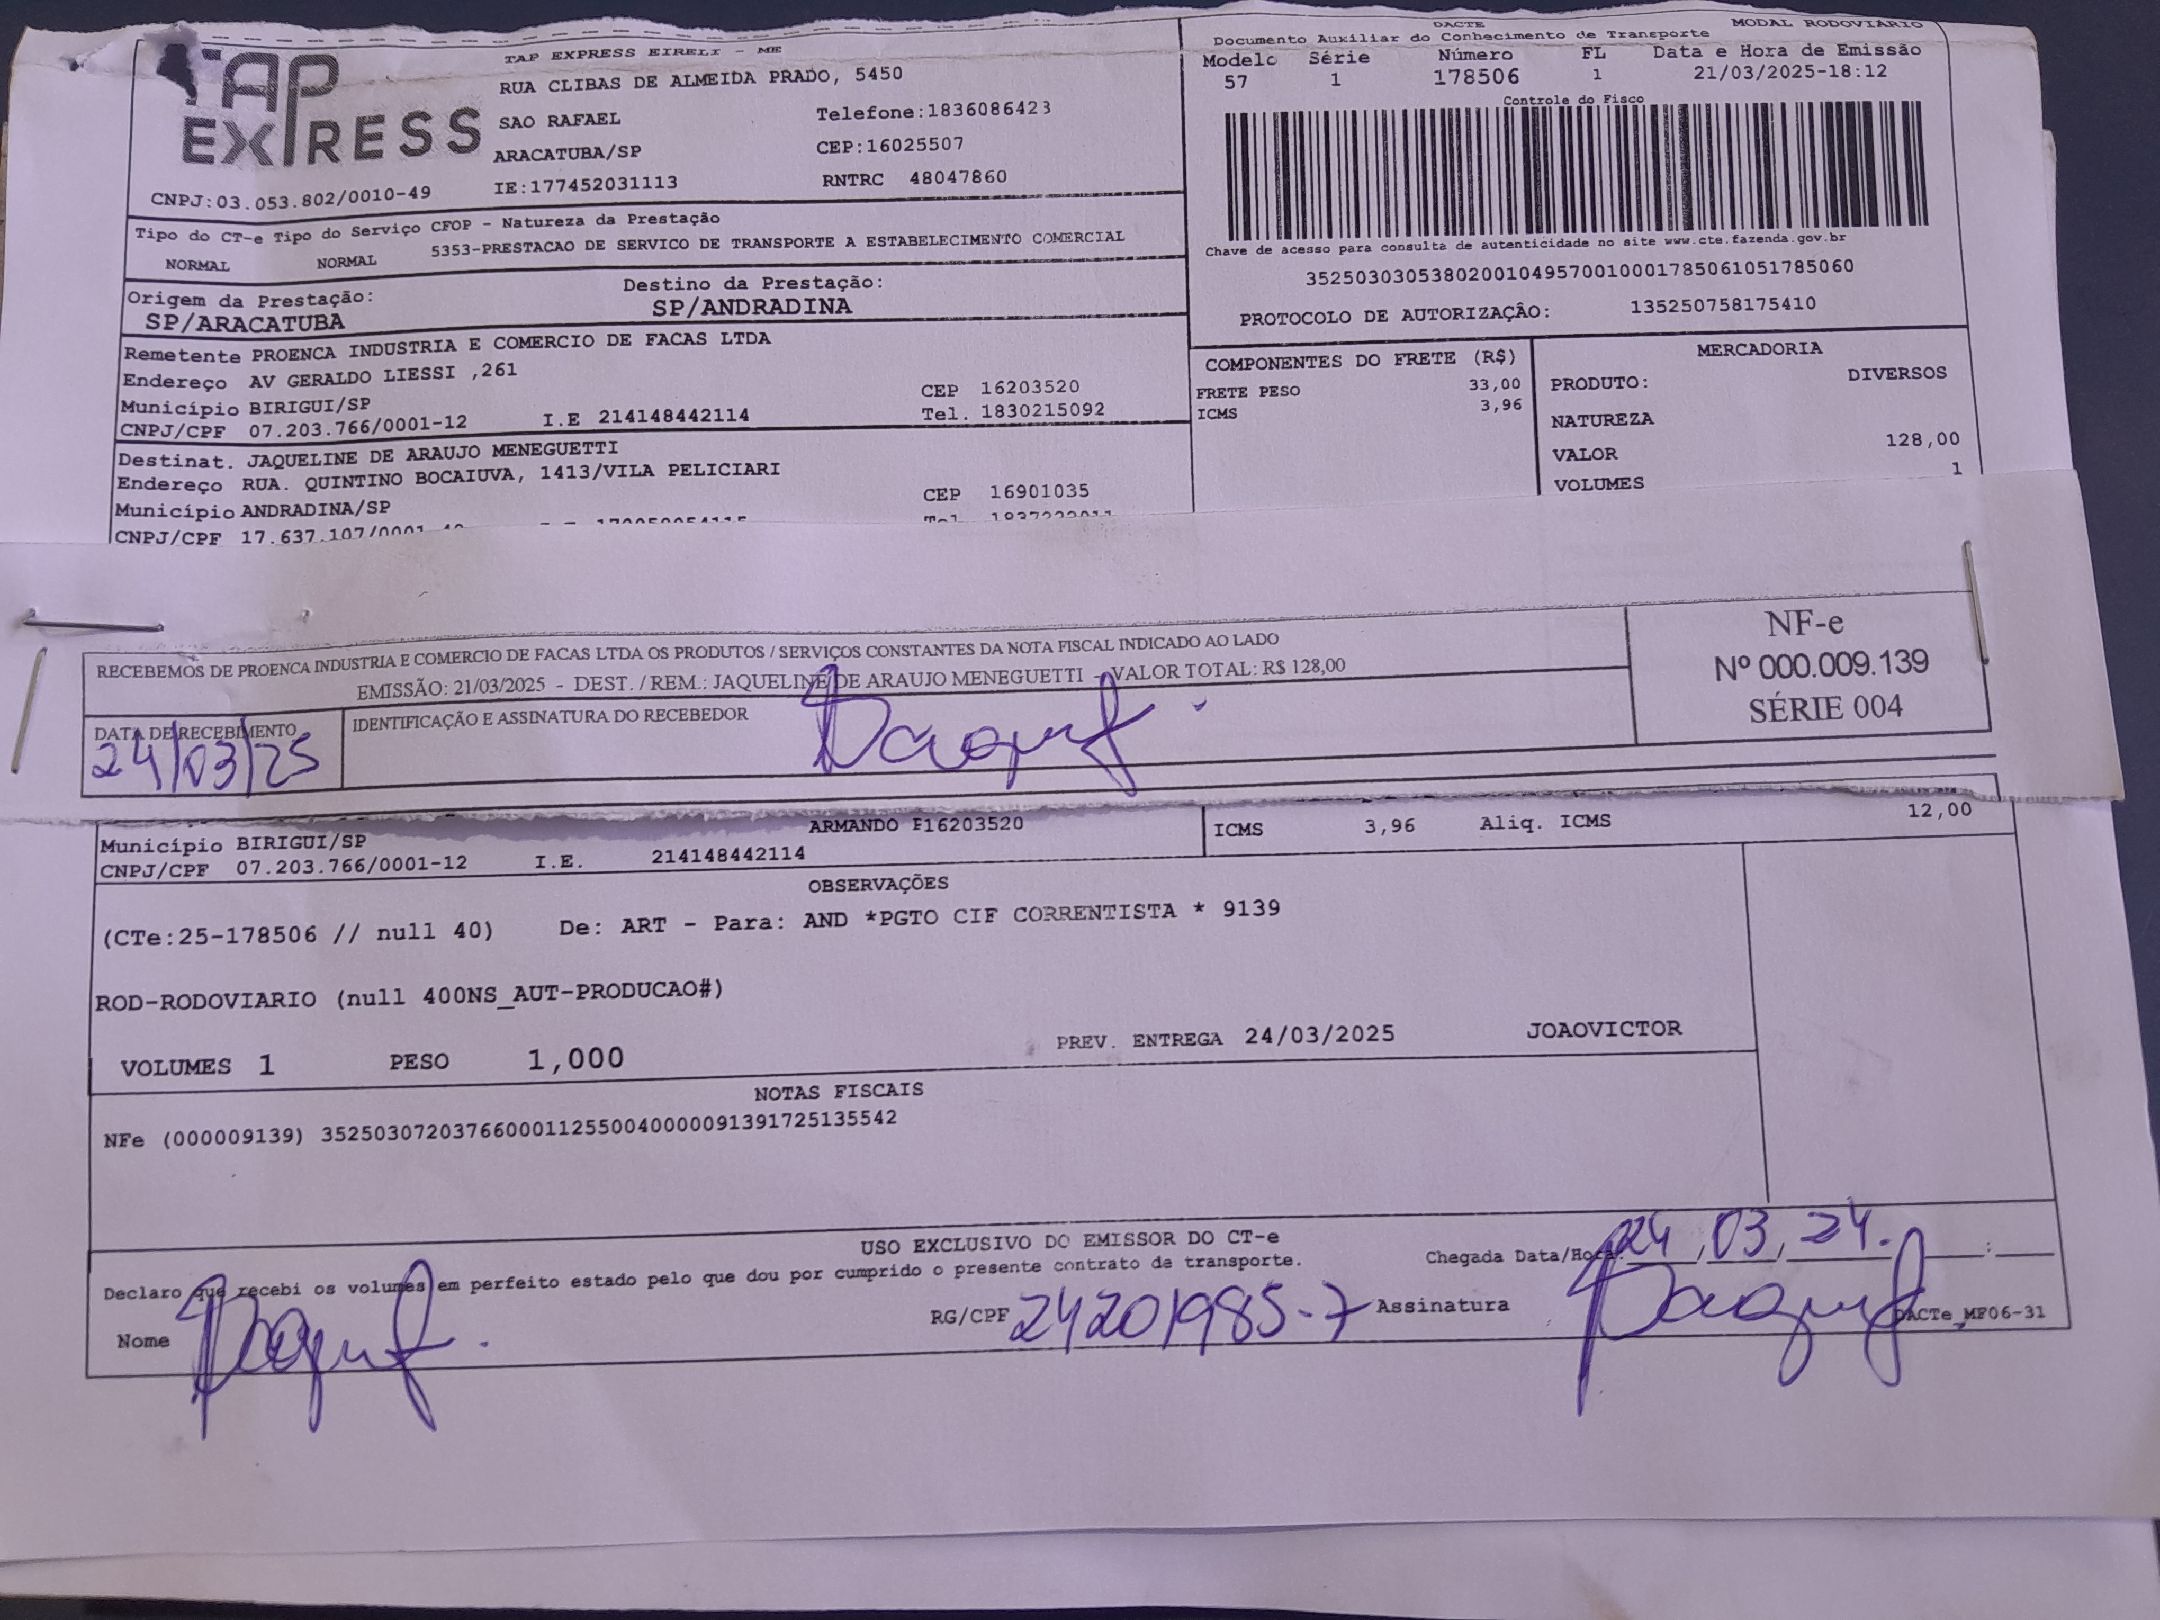 TAP EXPRESS
TAP EXPRESS EIRELI - ME
RUA CLIBAS DE ALMEIDA PRADO, 5450
SAO RAFAEL Telefone:1836086423
ARACATUBA/SP CEP:16025507
CNPJ:03.053.802/0010-49 IE:177452031113 RNTRC 48047860
DACTE MODAL RODOVIARIO
Documento Auxiliar do Conhecimento de Transporte
Modelo Série Número FL Data e Hora de Emissão
57 1 178506 1 21/03/2025-18:12
Controle do Fisco
Chave de acesso para consulta de autenticidade no site www.cte.fazenda.gov.br
35250303053802001049570010001785061051785060
PROTOCOLO DE AUTORIZAÇÂO: 135250758175410
Tipo do CT-e Tipo do Serviço CFOP - Natureza da Prestação
NORMAL NORMAL 5353-PRESTACAO DE SERVICO DE TRANSPORTE A ESTABELECIMENTO COMERCIAL
Origem da Prestação: Destino da Prestação:
SP/ARACATUBA SP/ANDRADINA
Remetente PROENCA INDUSTRIA E COMERCIO DE FACAS LTDA
Endereço AV GERALDO LIESSI ,261 CEP 16203520
Município BIRIGUI/SP Tel. 1830215092
CNPJ/CPF 07.203.766/0001-12 I.E 214148442114
COMPONENTES DO FRETE (R$)
FRETE PESO 33,00
ICMS 3,96
MERCADORIA
PRODUTO: DIVERSOS
NATUREZA
VALOR 128,00
VOLUMES 1
Destinat. JAQUELINE DE ARAUJO MENEGUETTI
Endereço RUA. QUINTINO BOCAIUVA, 1413/VILA PELICIARI
Município ANDRADINA/SP CEP 16901035
CNPJ/CPF 17.637.107/0001
RECEBEMOS DE PROENCA INDUSTRIA E COMERCIO DE FACAS LTDA OS PRODUTOS / SERVIÇOS CONSTANTES DA NOTA FISCAL INDICADO AO LADO
EMISSÃO: 21/03/2025 - DEST. / REM.: JAQUELINE DE ARAUJO MENEGUETTI - VALOR TOTAL: R$ 128,00
DATA DE RECEBIMENTO IDENTIFICAÇÃO E ASSINATURA DO RECEBEDOR
24/03/25
NF-e
Nº 000.009.139
SÉRIE 004
Município BIRIGUI/SP ARMANDO F16203520
CNPJ/CPF 07.203.766/0001-12 I.E. 214148442114
ICMS 3,96 Aliq. ICMS 12,00
OBSERVAÇÕES
(CTe:25-178506 // null 40) De: ART - Para: AND *PGTO CIF CORRENTISTA * 9139
ROD-RODOVIARIO (null 400NS_AUT-PRODUCAO#)
VOLUMES 1 PESO 1,000 PREV. ENTREGA 24/03/2025 JOAOVICTOR
NOTAS FISCAIS
NFe (000009139) 35250307203766000112550040000091391725135542
USO EXCLUSIVO DO EMISSOR DO CT-e
Declaro que recebi os volumes em perfeito estado pelo que dou por cumprido o presente contrato de transporte. Chegada Data/Hora: 24/03/24.
Nome RG/CPF 24201985-7 Assinatura DACTe_MF06-31